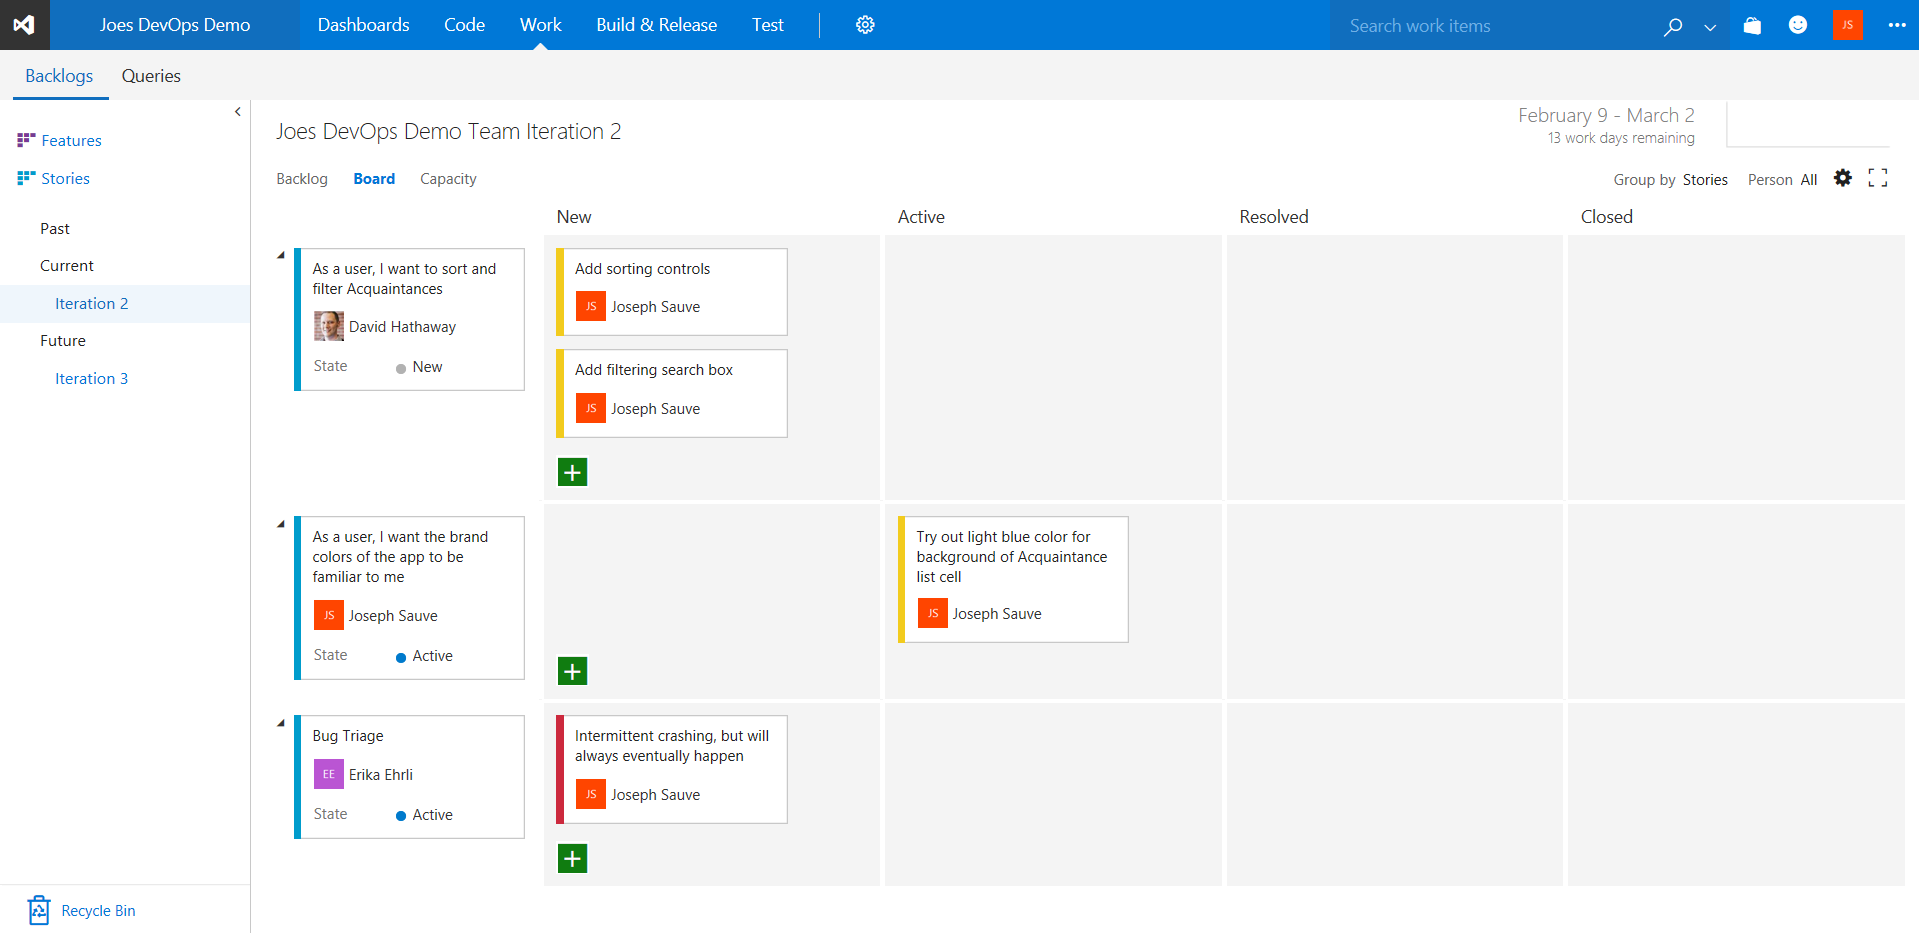 Joes DevOps Demo Dashboards Code Work Build & Release Test Search work items JS
Backlogs Queries
Features
Stories
Past
Current
Iteration 2
Future
Iteration 3
Recycle Bin
Joes DevOps Demo Team Iteration 2
February 9 - March 2
13 work days remaining
Backlog Board Capacity
Group by Stories Person All
New Active Resolved Closed
As a user, I want to sort and
filter Acquaintances
David Hathaway
State New
Add sorting controls
JS Joseph Sauve
Add filtering search box
JS Joseph Sauve
As a user, I want the brand
colors of the app to be
familiar to me
JS Joseph Sauve
State Active
Try out light blue color for
background of Acquaintance
list cell
JS Joseph Sauve
Bug Triage
EE Erika Ehrli
State Active
Intermittent crashing, but will
always eventually happen
JS Joseph Sauve